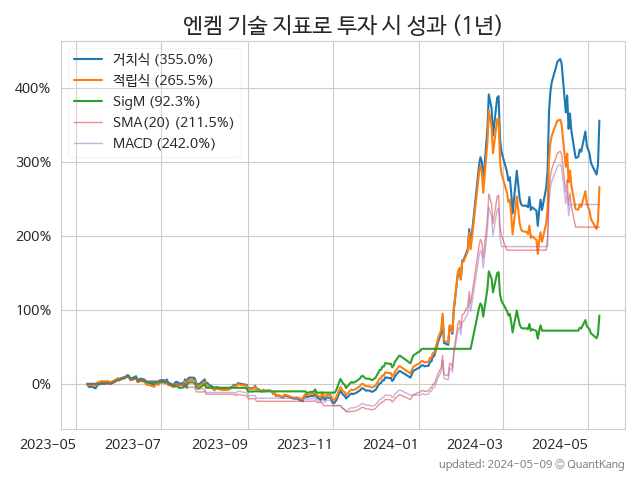 엔켐 기술 지표로 투자 시 성과 (1년)
거치식 (355.0%)
적립식 (265.5%)
SigM (92.3%)
SMA(20) (211.5%)
MACD (242.0%)
400%
300%
200%
100%
0%
2023-05 2023-07 2023-09 2023-11 2024-01 2024-03 2024-05
updated: 2024-05-09 © QuantKang